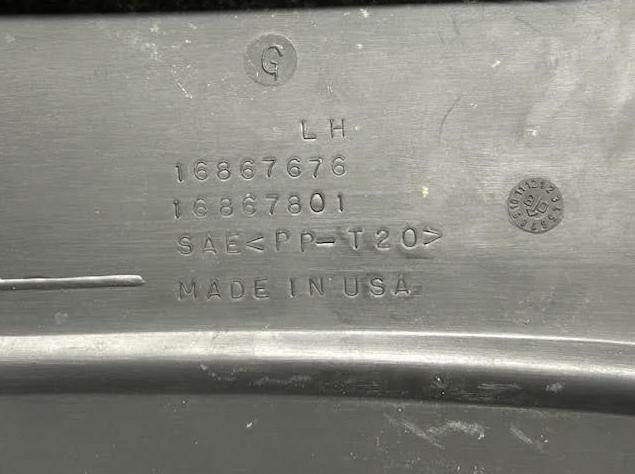 G
LH
16867676
16867801
SAE<PP-T20>
MADE IN USA